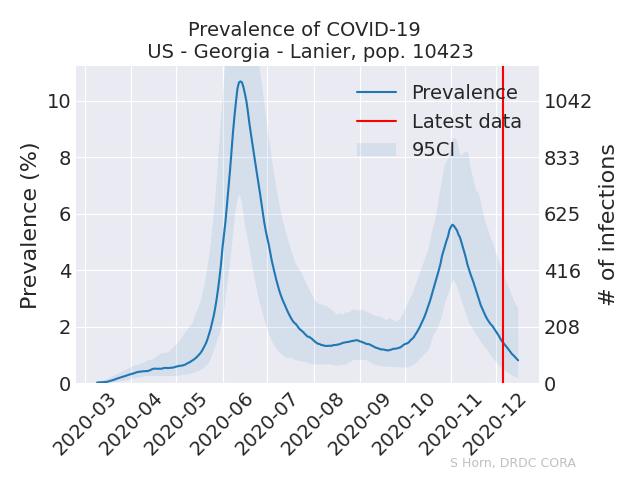 Prevalence of COVID-19
US - Georgia - Lanier, pop. 10423
Prevalence (%)
10
8
6
4
2
0
Prevalence
Latest data
95CI
1042
833
625
416
208
0
# of infections
2020-03
2020-04
2020-05
2020-06
2020-07
2020-08
2020-09
2020-10
2020-11
2020-12
S Horn, DRDC CORA